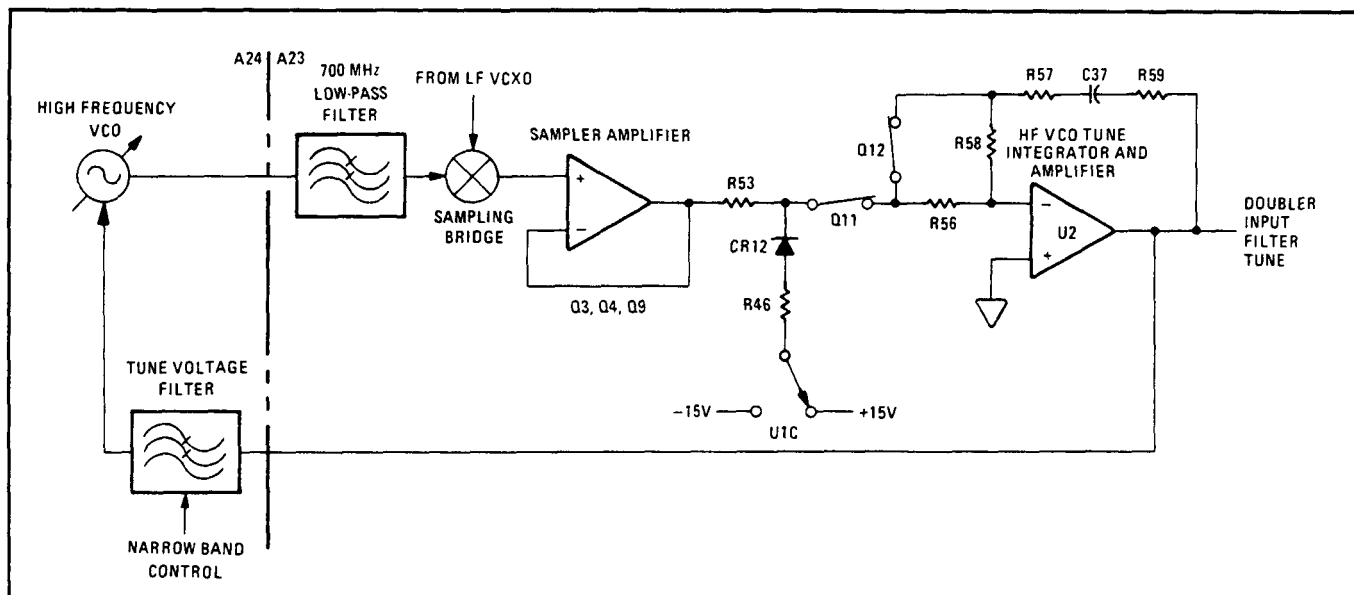 A24
A23
HIGH FREQUENCY
VCO
700 MHz
LOW-PASS
FILTER
FROM LF VCXO
SAMPLING
BRIDGE
SAMPLER AMPLIFIER
Q3, Q4, Q9
R53
CR12
R46
-15V
+15V
U1C
Q11
Q12
R56
R58
R57
C37
R59
HF VCO TUNE
INTEGRATOR AND
AMPLIFIER
-
+
U2
DOUBLER
INPUT
FILTER
TUNE
+
-
TUNE VOLTAGE
FILTER
NARROW BAND
CONTROL